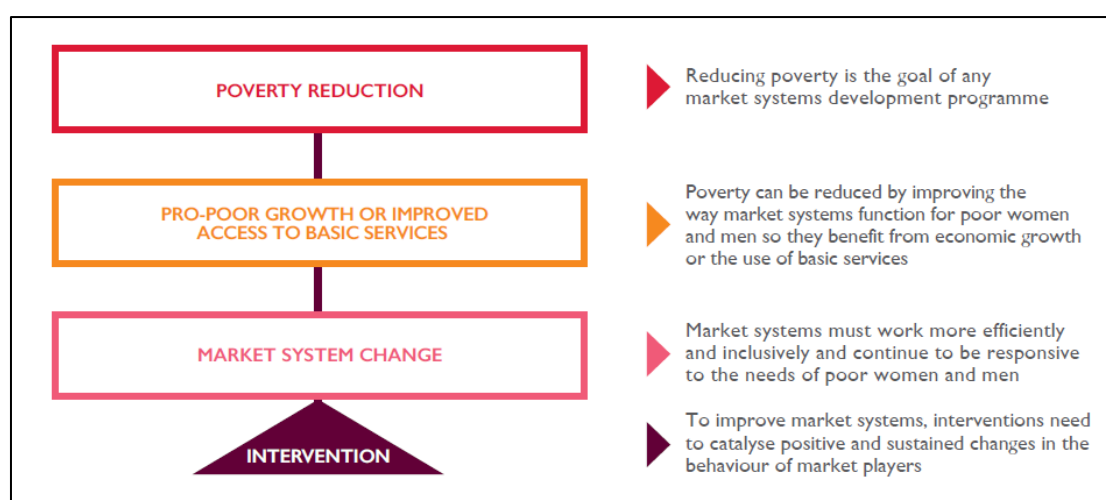 POVERTY REDUCTION
Reducing poverty is the goal of any
market systems development programme
PRO-POOR GROWTH OR IMPROVED
ACCESS TO BASIC SERVICES
Poverty can be reduced by improving the
way market systems function for poor women
and men so they benefit from economic growth
or the use of basic services
MARKET SYSTEM CHANGE
Market systems must work more efficiently
and inclusively and continue to be responsive
to the needs of poor women and men
INTERVENTION
To improve market systems, interventions need
to catalyse positive and sustained changes in the
behaviour of market players